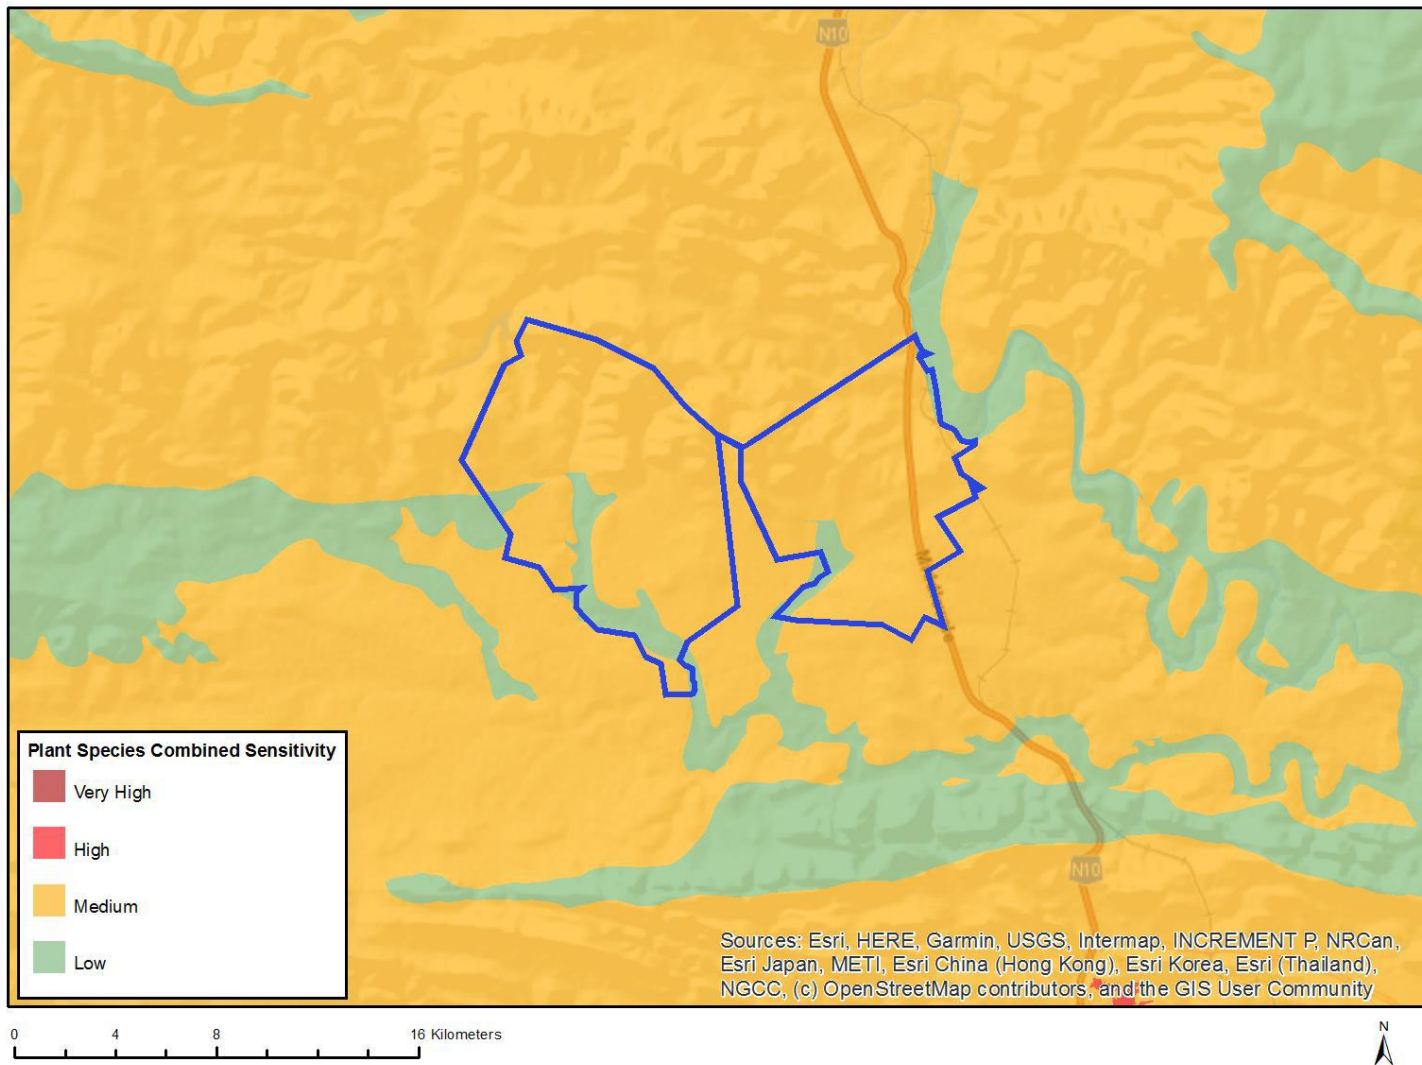 N10
N10
Plant Species Combined Sensitivity
Very High
High
Medium
Low
Sources: Esri, HERE, Garmin, USGS, Intermap, INCREMENT P, NRCan,
Esri Japan, METI, Esri China (Hong Kong), Esri Korea, Esri (Thailand),
NGCC, (c) OpenStreetMap contributors, and the GIS User Community
0 4 8 16 Kilometers
N